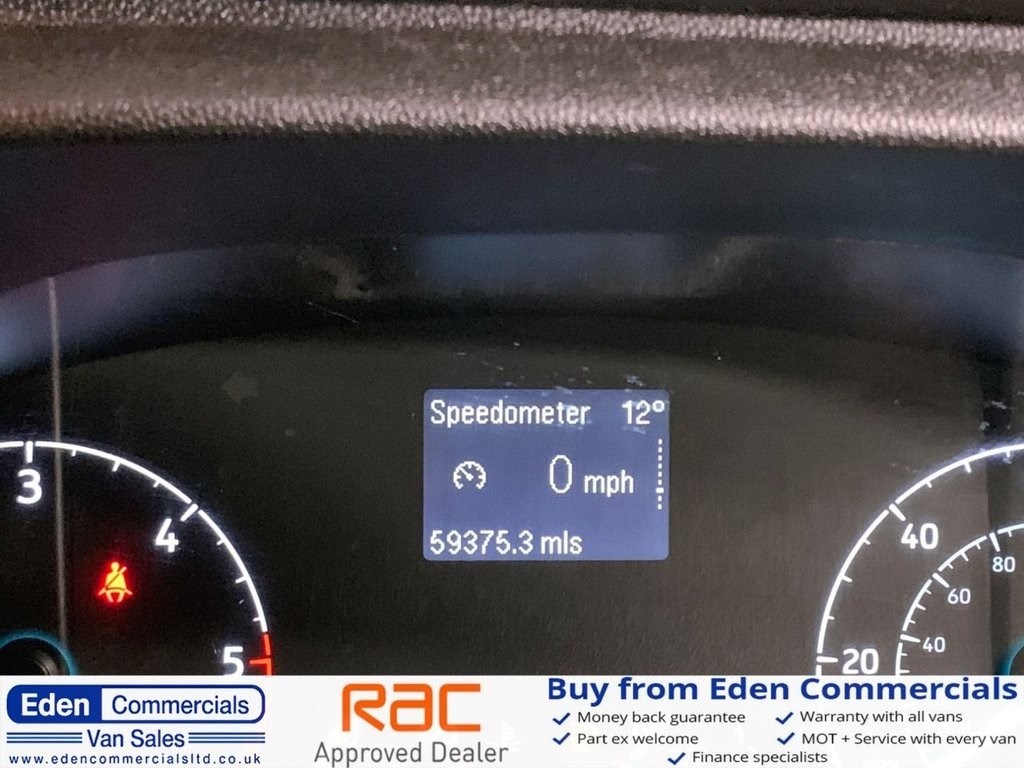 Speedometer 12°
0 mph
59375.3 mls
3
4
5
40
20
80
60
40
Eden Commercials
Van Sales
www.edencommercialsltd.co.uk
RAC
Approved Dealer
Buy from Eden Commercials
Money back guarantee
Warranty with all vans
Part ex welcome
MOT + Service with every van
Finance specialists